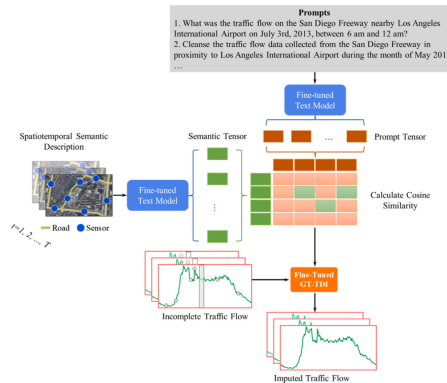 Prompts
1. What was the traffic flow on the San Diego Freeway nearby Los Angeles
International Airport on July 3rd, 2013, between 6 am and 12 am?
2. Cleanse the traffic flow data collected from the San Diego Freeway in
proximity to Los Angeles International Airport during the month of May 201
…
Fine-tuned
Text Model
Spatiotemporal Semantic
Description
Semantic Tensor
…
Prompt Tensor
Fine-tuned
Text Model
Calculate Cosine
Similarity
Road
Sensor
t=1, 2, ..., T
Fine-Tuned
GT-TDI
Incomplete Traffic Flow
Imputed Traffic Flow